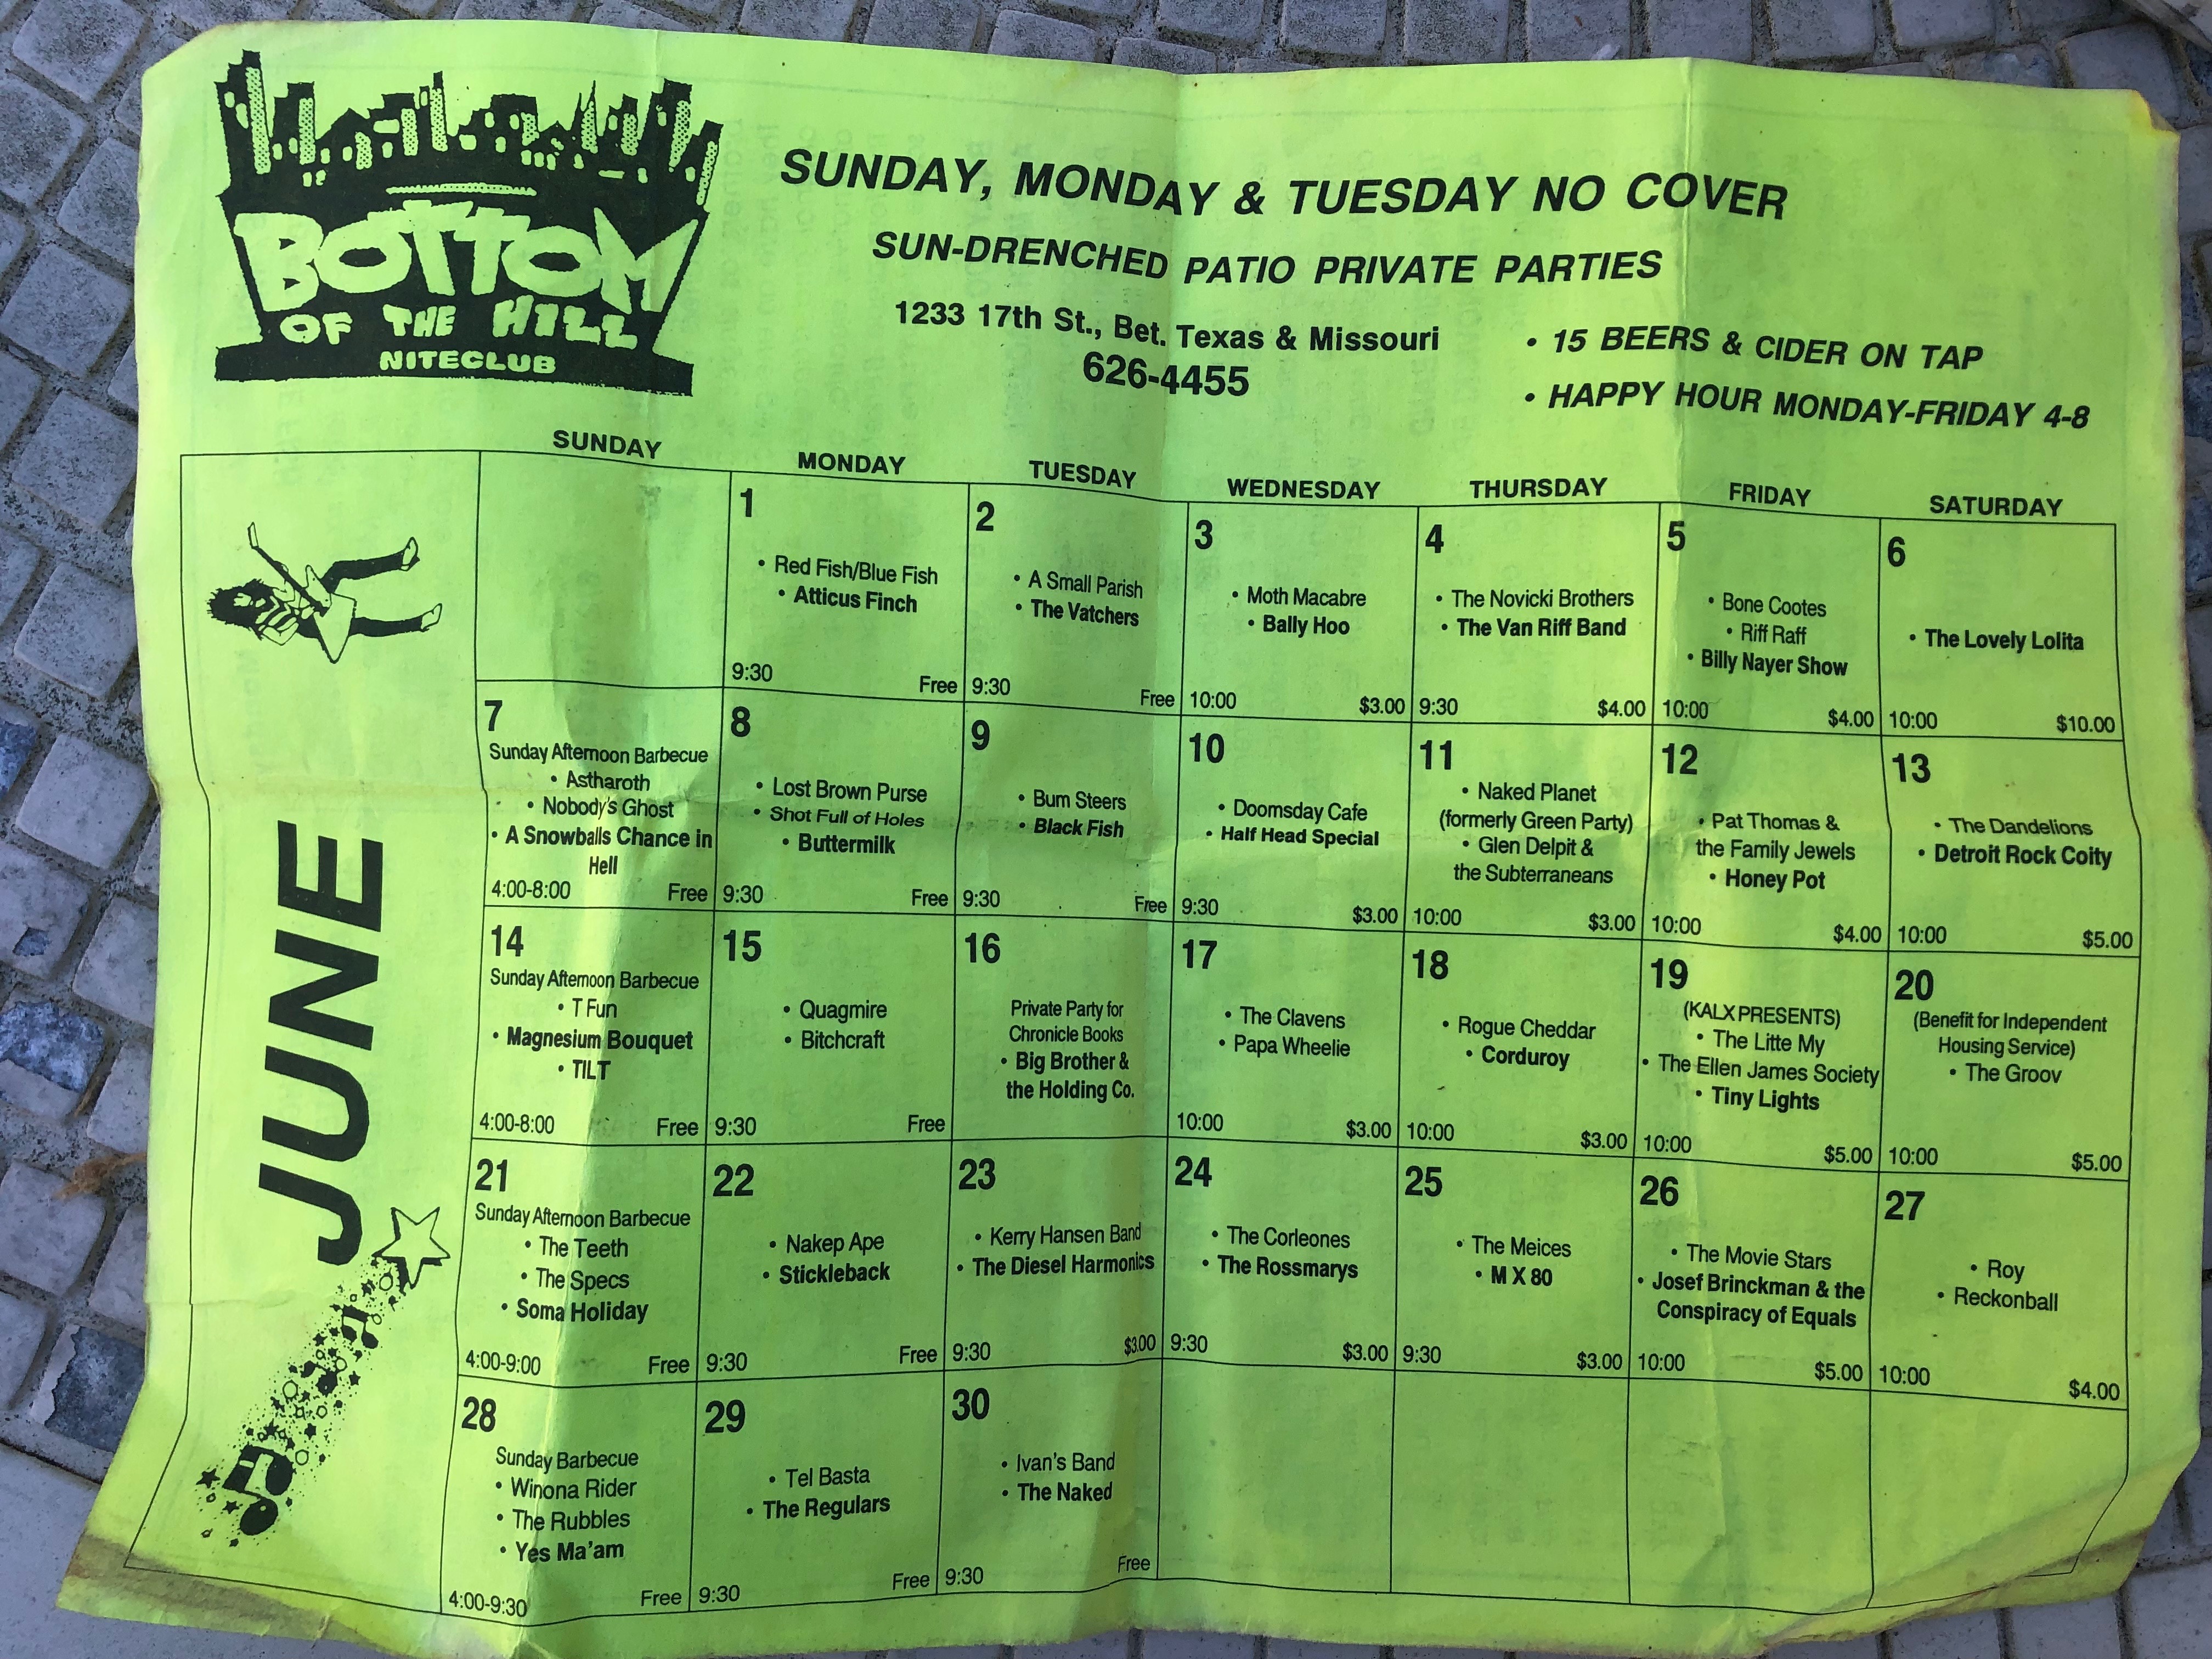 BOTTOM
OF THE HILL
NITECLUB
SUNDAY, MONDAY & TUESDAY NO COVER
SUN-DRENCHED PATIO PRIVATE PARTIES
1233 17th St., Bet. Texas & Missouri
626-4455
• 15 BEERS & CIDER ON TAP
• HAPPY HOUR MONDAY-FRIDAY 4-8
JUNE
SUNDAY
MONDAY
TUESDAY
WEDNESDAY
THURSDAY
FRIDAY
SATURDAY
1
• Red Fish/Blue Fish
• Atticus Finch
9:30 Free
2
• A Small Parish
• The Vatchers
9:30 Free
3
• Moth Macabre
• Bally Hoo
10:00 $3.00
4
• The Novicki Brothers
• The Van Riff Band
9:30 $4.00
5
• Bone Cootes
• Riff Raff
• Billy Nayer Show
10:00 $4.00
6
• The Lovely Lolita
10:00 $10.00
7
Sunday Afternoon Barbecue
• Astharoth
• Nobody's Ghost
• A Snowballs Chance in
Hell
4:00-8:00 Free
8
• Lost Brown Purse
• Shot Full of Holes
• Buttermilk
9:30 Free
9
• Bum Steers
• Black Fish
9:30 Free
10
• Doomsday Cafe
• Half Head Special
9:30 $3.00
11
• Naked Planet
(formerly Green Party)
• Glen Delpit &
the Subterraneans
10:00 $3.00
12
• Pat Thomas &
the Family Jewels
• Honey Pot
10:00 $4.00
13
• The Dandelions
• Detroit Rock Coity
10:00 $5.00
14
Sunday Afternoon Barbecue
• T Fun
• Magnesium Bouquet
• TILT
4:00-8:00 Free
15
• Quagmire
• Bitchcraft
9:30 Free
16
Private Party for
Chronicle Books
• Big Brother &
the Holding Co.
17
• The Clavens
• Papa Wheelie
10:00 $3.00
18
• Rogue Cheddar
• Corduroy
10:00 $3.00
19
(KALX PRESENTS)
• The Litte My
• The Ellen James Society
• Tiny Lights
10:00 $5.00
20
(Benefit for Independent
Housing Service)
• The Groov
10:00 $5.00
21
Sunday Afternoon Barbecue
• The Teeth
• The Specs
• Soma Holiday
4:00-9:00 Free
22
• Nakep Ape
• Stickleback
9:30 Free
23
• Kerry Hansen Band
• The Diesel Harmonics
9:30 $3.00
24
• The Corleones
• The Rossmarys
9:30 $3.00
25
• The Meices
• M X 80
9:30 $3.00
26
• The Movie Stars
• Josef Brinckman & the
Conspiracy of Equals
10:00 $5.00
27
• Roy
• Reckonball
10:00 $4.00
28
Sunday Barbecue
• Winona Rider
• The Rubbles
• Yes Ma'am
4:00-9:30 Free
29
• Tel Basta
• The Regulars
9:30 Free
30
• Ivan's Band
• The Naked
9:30 Free